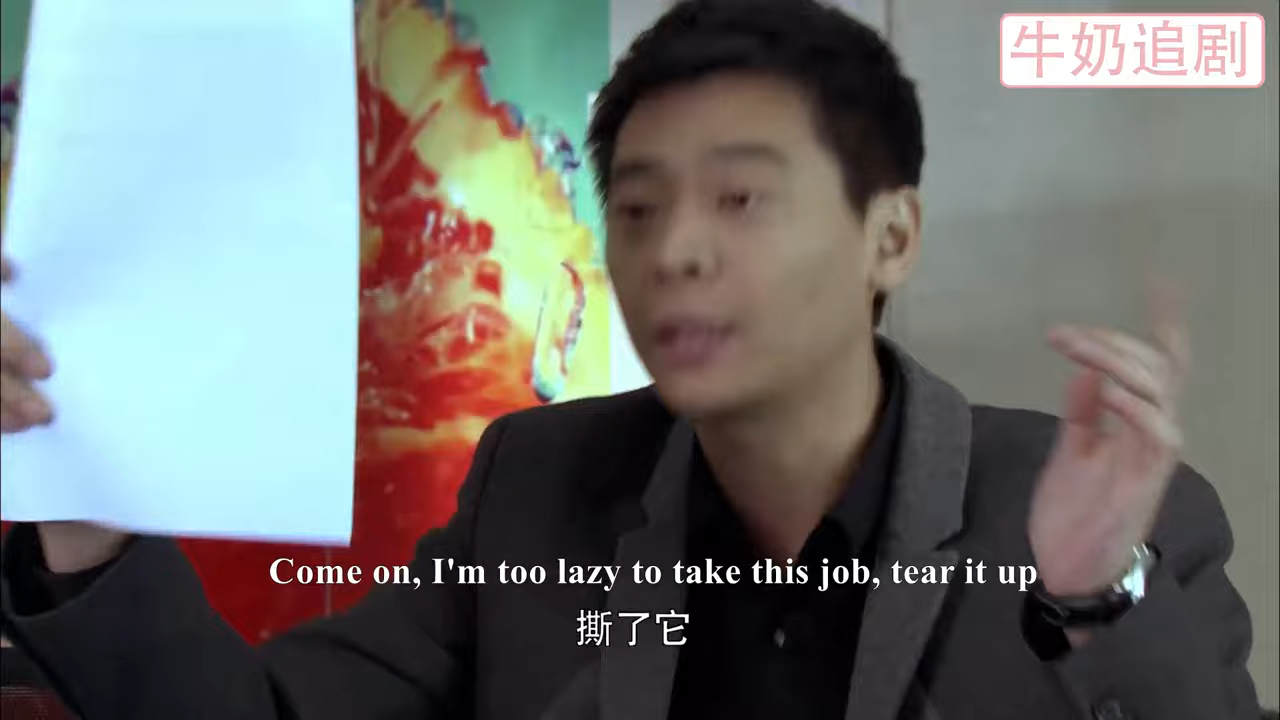 牛奶追剧
Come on, I'm too lazy to take this job, tear it up
撕了它